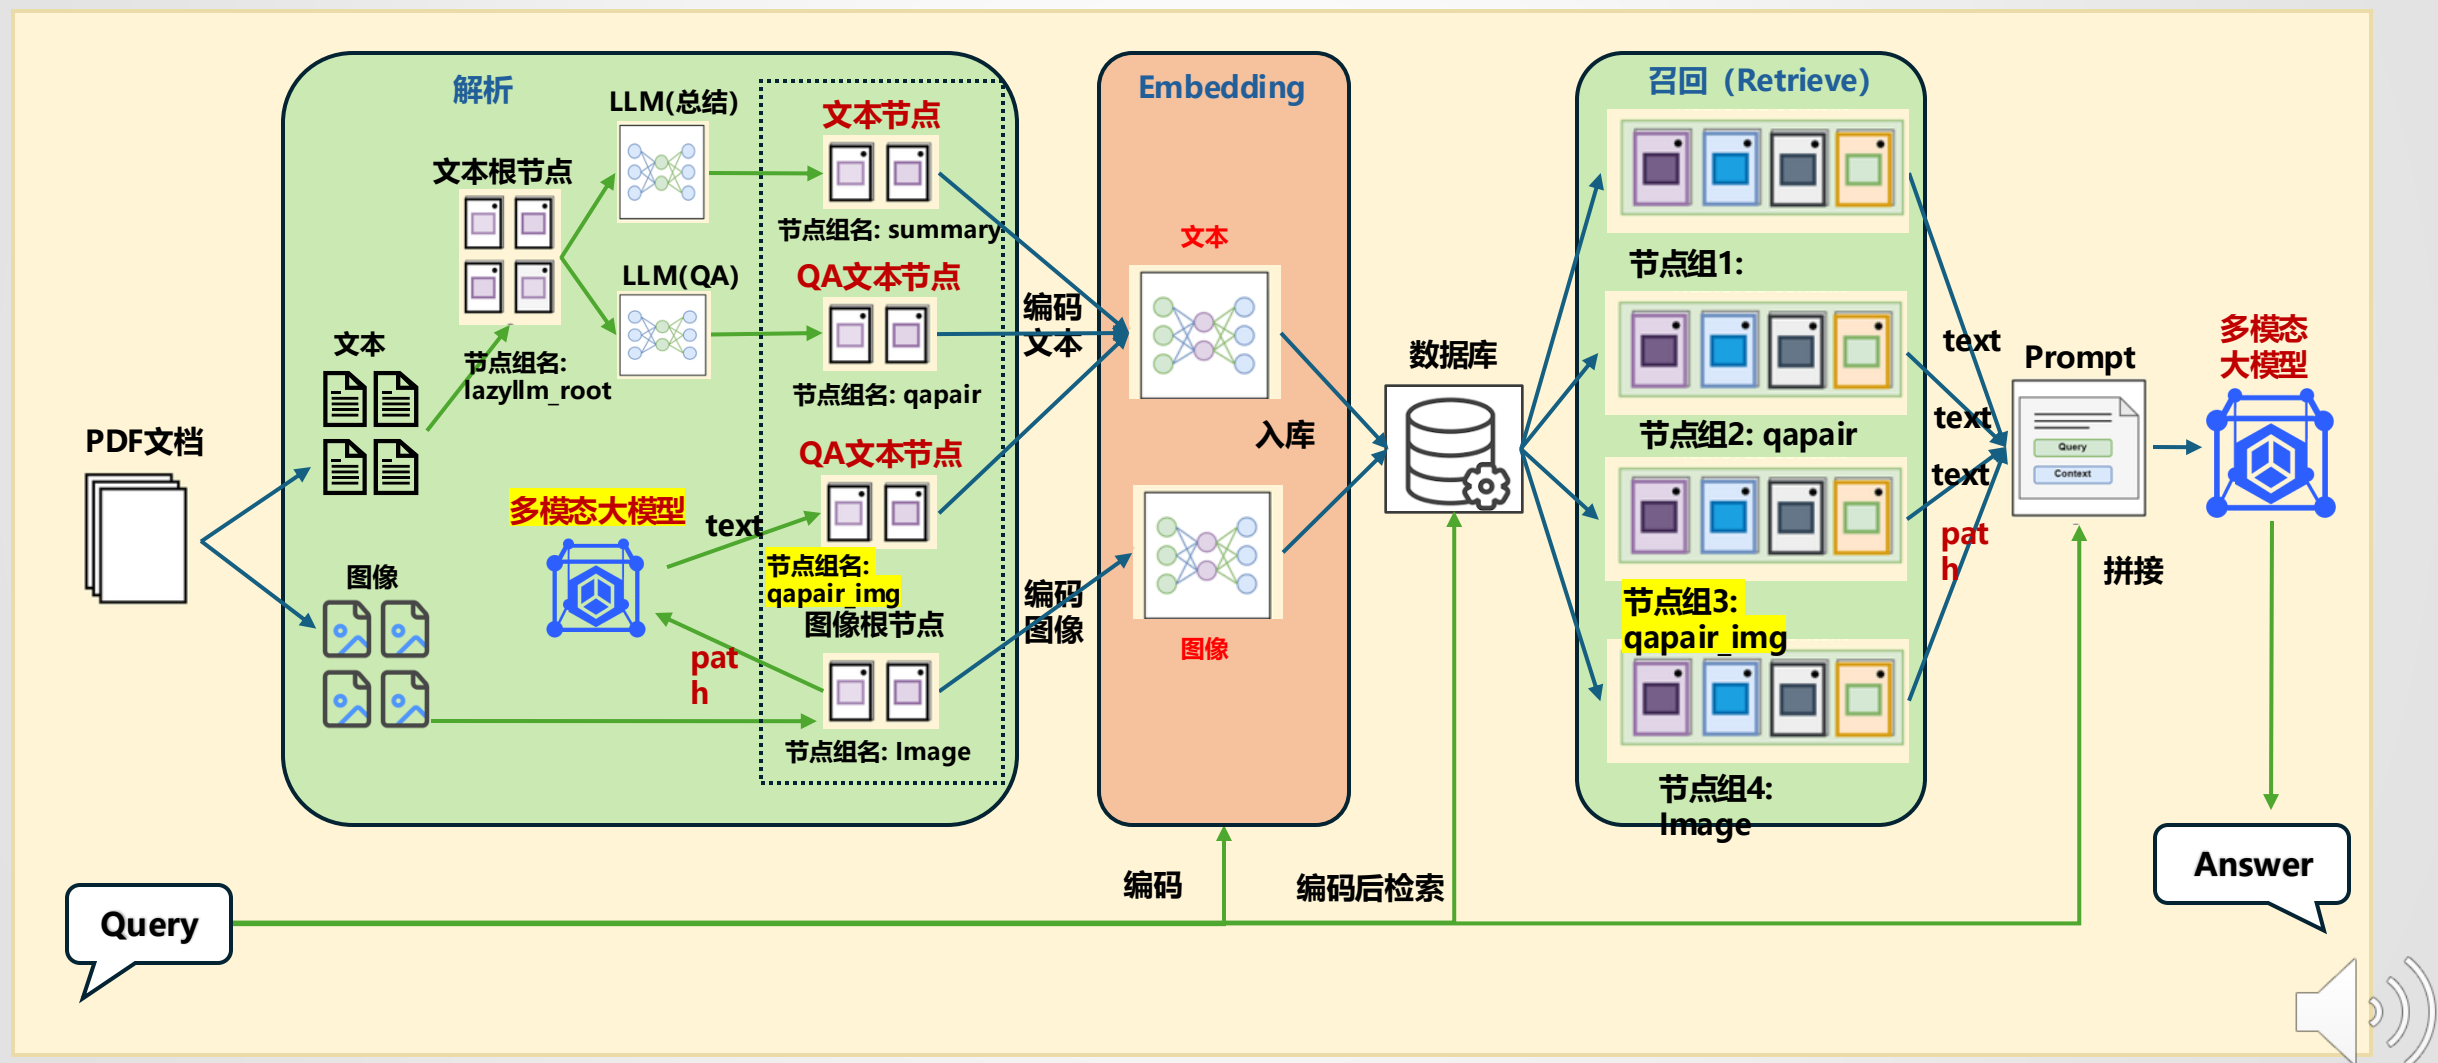 解析
LLM(总结)
文本根节点
LLM(QA)
文本
节点组名:
lazyllm_root
PDF文档
图像
多模态大模型
text
pat
h
文本节点
节点组名: summary
QA文本节点
节点组名: qapair
QA文本节点
节点组名:
qapair_img
图像根节点
节点组名: Image
编码
文本
编码
图像
Embedding
文本
图像
入库
数据库
召回（Retrieve）
节点组1:
节点组2: qapair
节点组3:
qapair_img
节点组4:
Image
text
text
text
pat
h
Prompt
Query
Context
拼接
多模态
大模型
Answer
Query
编码
编码后检索